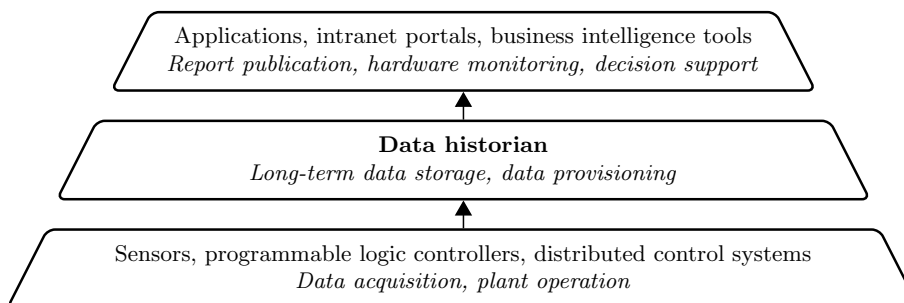 Applications, intranet portals, business intelligence tools
Report publication, hardware monitoring, decision support
Data historian
Long-term data storage, data provisioning
Sensors, programmable logic controllers, distributed control systems
Data acquisition, plant operation